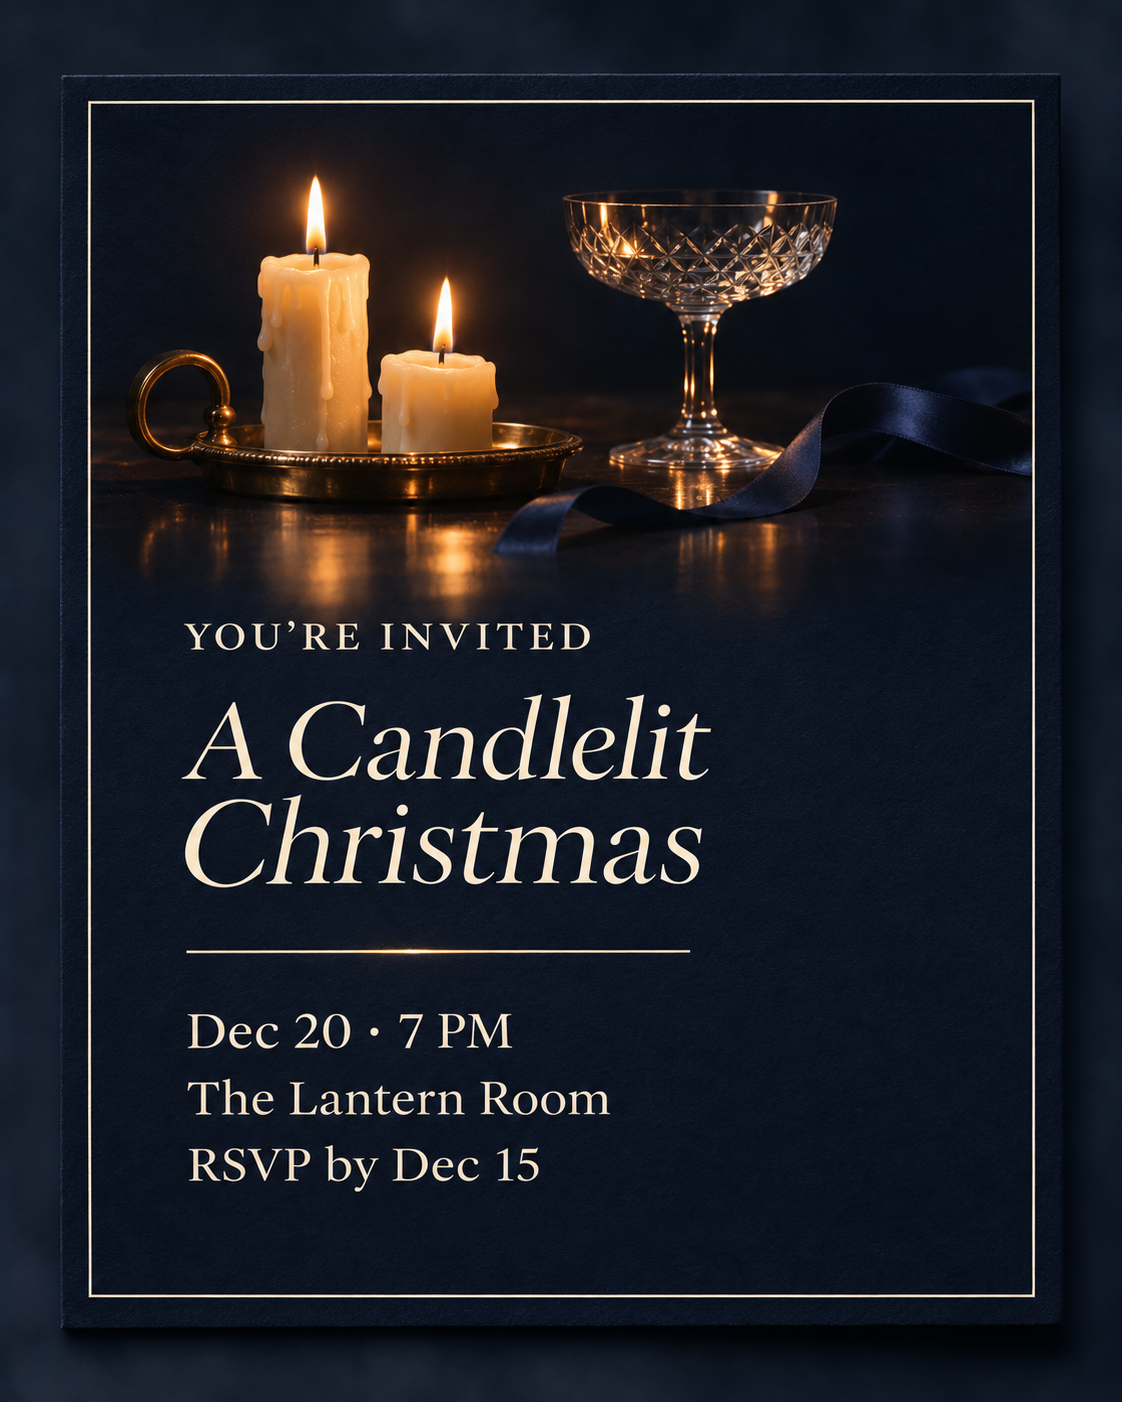 YOU’RE INVITED
A Candlelit
Christmas
Dec 20 · 7 PM
The Lantern Room
RSVP by Dec 15